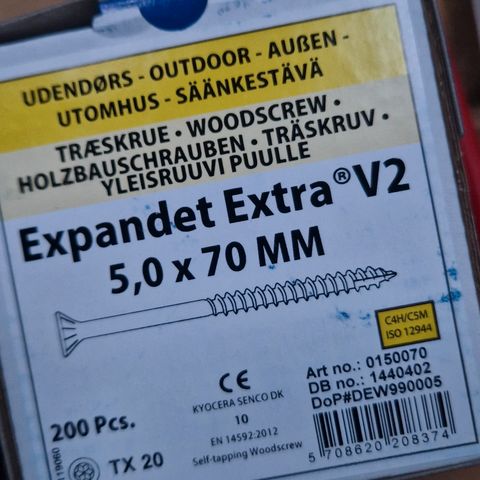 UDENDØRS - OUTDOOR - AUßEN -
UTOMHUS - SÄÄNKESTÄVÄ
TRÆSKRUE • WOODSCREW •
HOLZBAUSCHRAUBEN • TRÄSKRUV •
YLEISRUUVI PUULLE
Expandet Extra® V2
5,0 x 70 MM
C4H/C5M
ISO 12944
Art no.: 0150070
DB no.: 1440402
DoP#DEW990005
CE
KYOCERA SENCO DK
10
EN 14592:2012
Self-tapping Woodscrew
200 Pcs.
TX 20
5 708620 208374